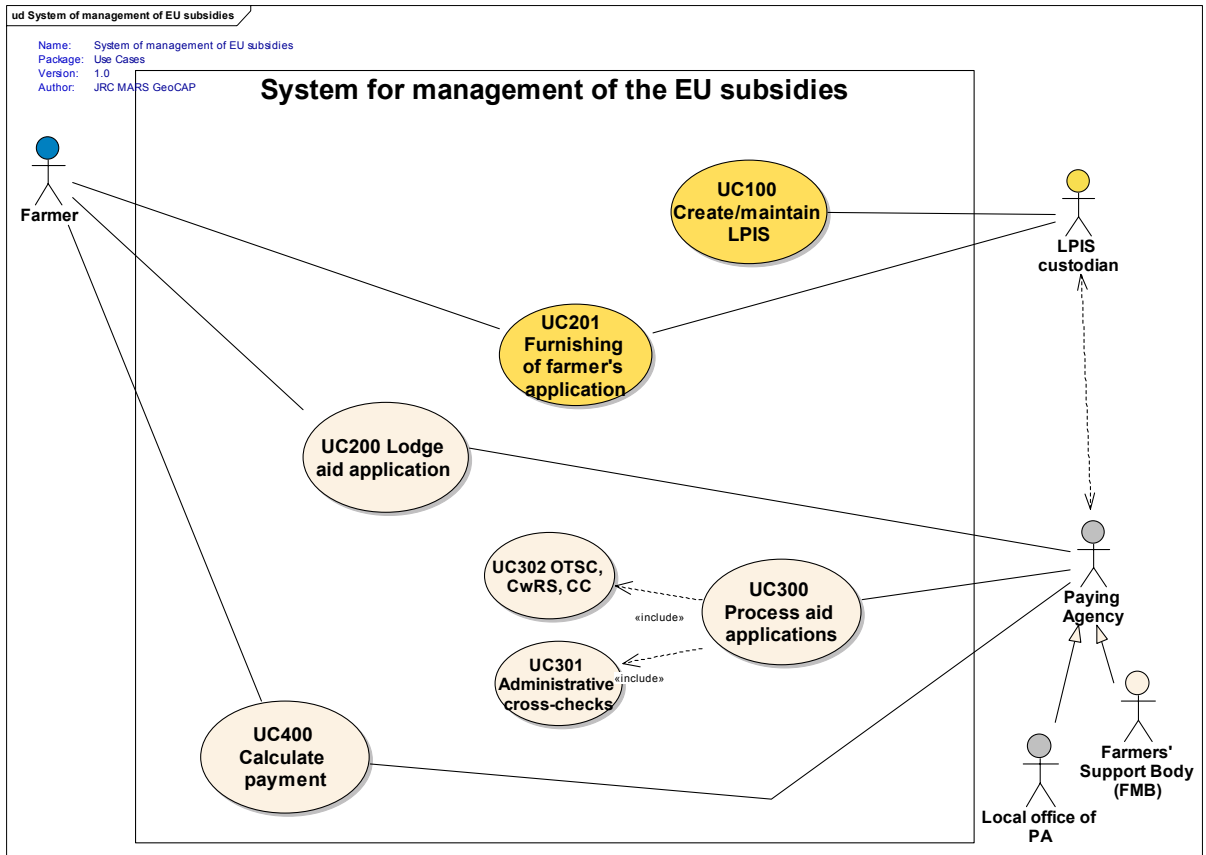 ud System of management of EU subsidies
Name: System of management of EU subsidies
Package: Use Cases
Version: 1.0
Author: JRC MARS GeoCAP
System for management of the EU subsidies
Farmer
UC100
Create/maintain
LPIS
LPIS
custodian
UC201
Furnishing
of farmer's
application
UC200 Lodge
aid application
UC302 OTSC,
CwRS, CC
«include»
UC300
Process aid
applications
Paying
Agency
UC301
Administrative
cross-checks
«include»
UC400
Calculate
payment
Farmers'
Support Body
(FMB)
Local office of
PA